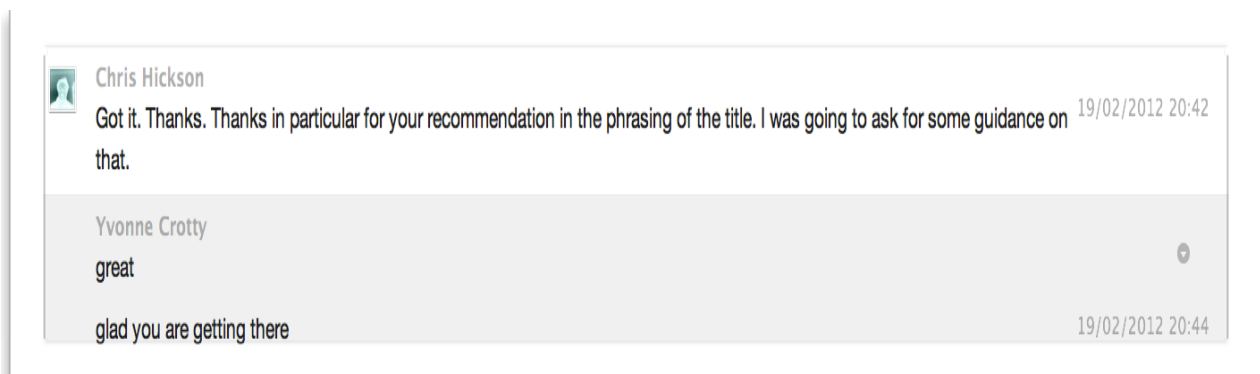 Chris Hickson
Got it. Thanks. Thanks in particular for your recommendation in the phrasing of the title. I was going to ask for some guidance on
that.
19/02/2012 20:42
Yvonne Crotty
great
glad you are getting there
19/02/2012 20:44